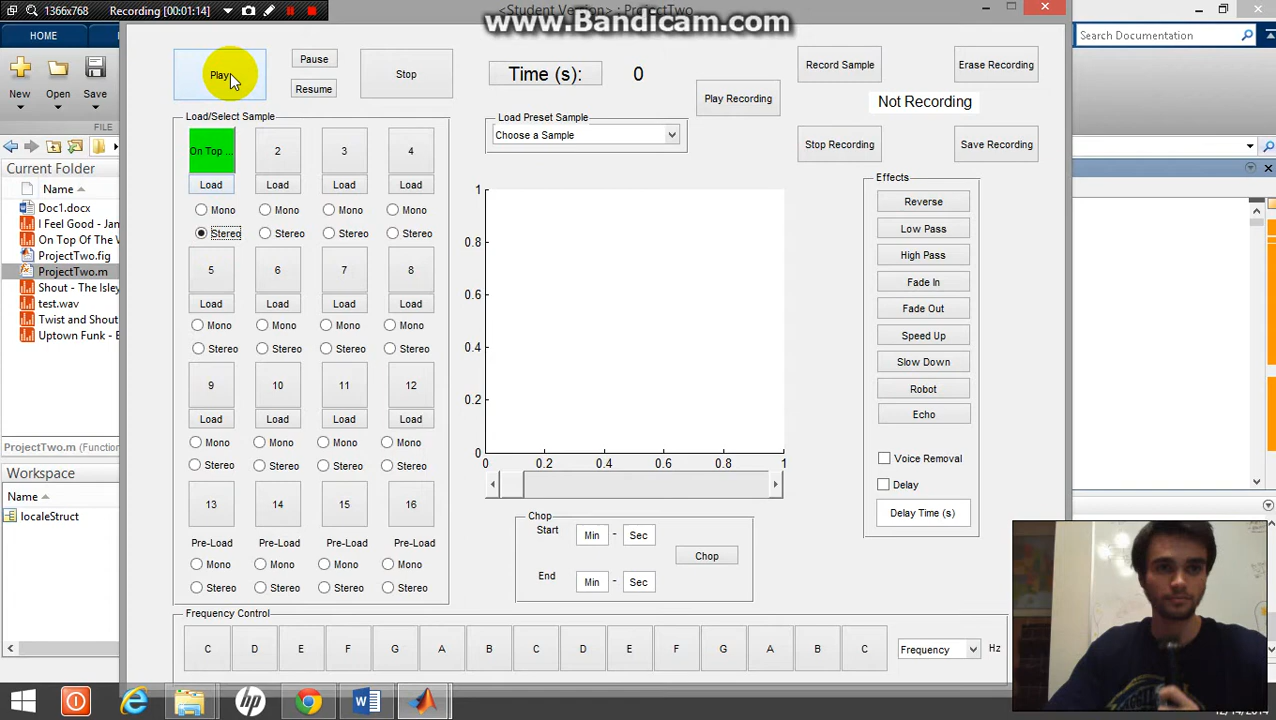 1366x768 Recording [00:01:14]
<Student Version> : ProjectTwo
www.Bandicam.com
HOME
Search Documentation
New Open Save
FILE
Play
Pause
Resume
Stop
Time (s): 0
Play Recording
Record Sample
Erase Recording
Not Recording
Stop Recording
Save Recording
Load/Select Sample
On Top ... 2 3 4
Load Load Load Load
Mono Mono Mono Mono
Stereo Stereo Stereo Stereo
5 6 7 8
Load Load Load Load
Mono Mono Mono Mono
Stereo Stereo Stereo Stereo
9 10 11 12
Load Load Load Load
Mono Mono Mono Mono
Stereo Stereo Stereo Stereo
13 14 15 16
Pre-Load Pre-Load Pre-Load Pre-Load
Mono Mono Mono Mono
Stereo Stereo Stereo Stereo
Load Preset Sample
Choose a Sample
1
0.8
0.6
0.4
0.2
0
0 0.2 0.4 0.6 0.8 1
Chop
Start Min - Sec
Chop
End Min - Sec
Effects
Reverse
Low Pass
High Pass
Fade In
Fade Out
Speed Up
Slow Down
Robot
Echo
Voice Removal
Delay
Delay Time (s)
Frequency Control
C D E F G A B C D E F G A B C Frequency Hz
Current Folder
Name
Doc1.docx
I Feel Good - Jan
On Top Of The W
ProjectTwo.fig
ProjectTwo.m
Shout - The Isley
test.wav
Twist and Shout
Uptown Funk - B
ProjectTwo.m (Function
Workspace
Name
localeStruct
12/14/2014